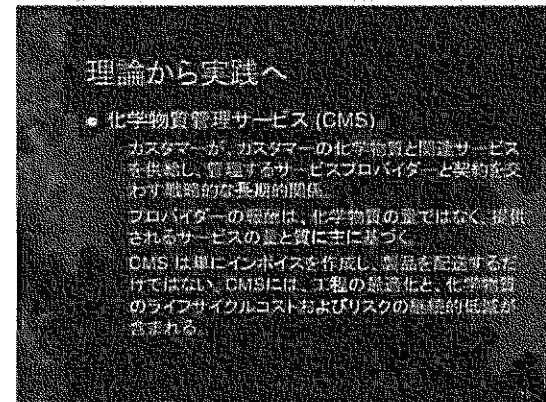 理論から実践へ
● 化学物質管理サービス (CMS)
カスタマーが、カスタマーの化学物質と関連サービス
を供給し、管理するサービスプロバイダーと契約を交
わす戦略的な長期的関係
プロバイダーの報酬は、化学物質の量ではなく、提供
されるサービスの量と質に主に基づく
CMS は単にインボイスを作成し、製品を配送するだ
けではない。CMSには、工程の最適化と、化学物質
のライフサイクルコストおよびリスクの継続的低減が
含まれる。